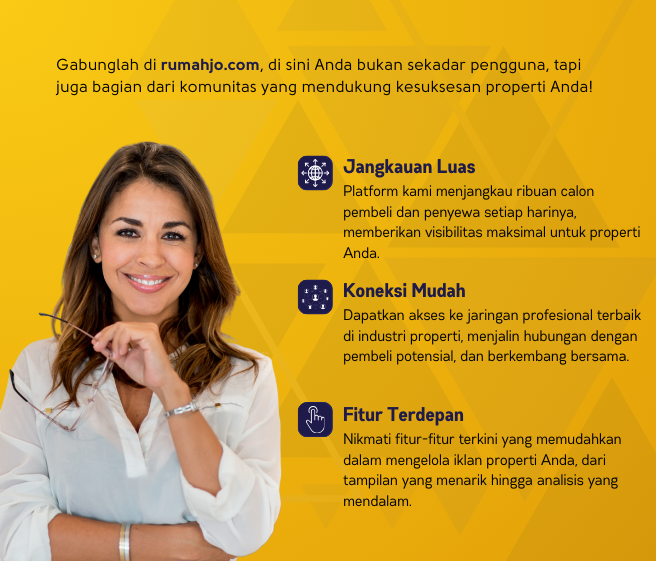 Gabunglah di rumahjo.com, di sini Anda bukan sekadar pengguna, tapi
juga bagian dari komunitas yang mendukung kesuksesan properti Anda!
Jangkauan Luas
Platform kami menjangkau ribuan calon
pembeli dan penyewa setiap harinya,
memberikan visibilitas maksimal untuk properti
Anda.
Koneksi Mudah
Dapatkan akses ke jaringan profesional terbaik
di industri properti, menjalin hubungan dengan
pembeli potensial, dan berkembang bersama.
Fitur Terdepan
Nikmati fitur-fitur terkini yang memudahkan
dalam mengelola iklan properti Anda, dari
tampilan yang menarik hingga analisis yang
mendalam.